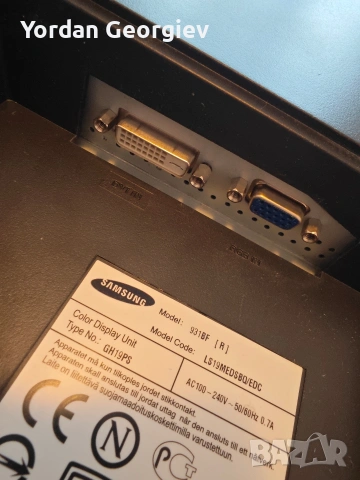 Yordan Georgiev
SAMSUNG
Model: 931BF [R]
Model Code: LS19MEDSBQ/EDC
Color Display Unit
Type No.: GH19PS
AC100~240V~50/60Hz 0.7A
Apparatet må kun tilkoples jordet stikkontakt.
Apparaten skall anslutas till jordat uttag, när den ansluts till ett nätverk.
Laite on liitettävä suojamaadoituskoskettimilla varustettuun.
C E
N
BAZAR
bg